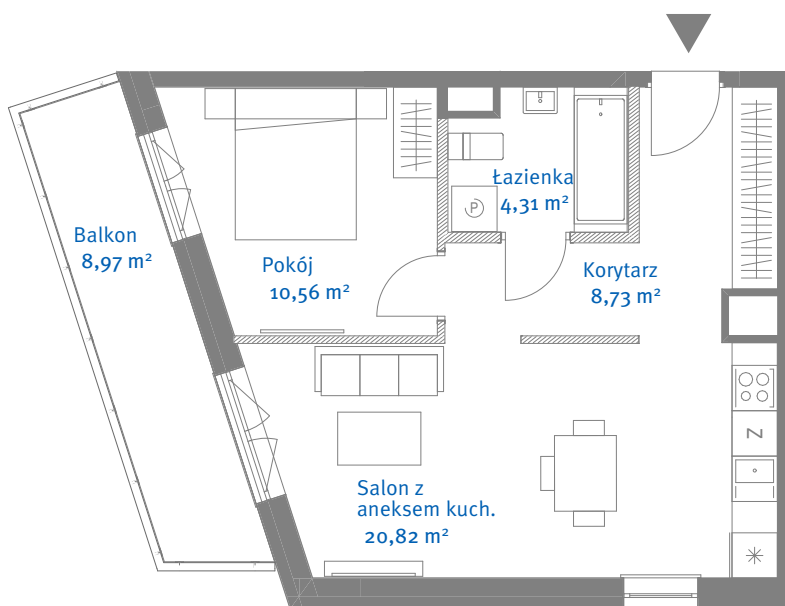 Łazienka
4,31 m²
Balkon
8,97 m²
Pokój
10,56 m²
Korytarz
8,73 m²
P
Z
Salon z
aneksem kuch.
20,82 m²